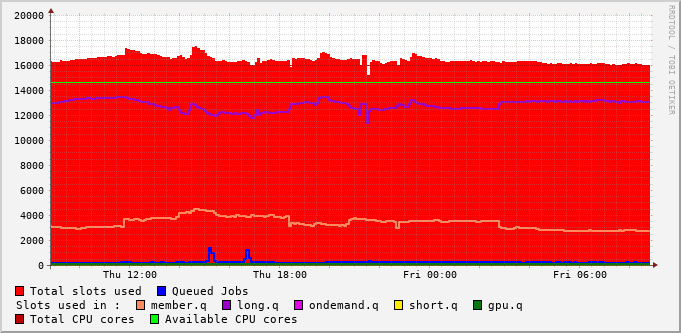 20000
18000
16000
14000
12000
10000
8000
6000
4000
2000
0
Thu 12:00 Thu 18:00 Fri 00:00 Fri 06:00
RRDTOOL / TOBI OETIKER
Total slots used Queued Jobs
Slots used in : member.q long.q ondemand.q short.q gpu.q
Total CPU cores Available CPU cores